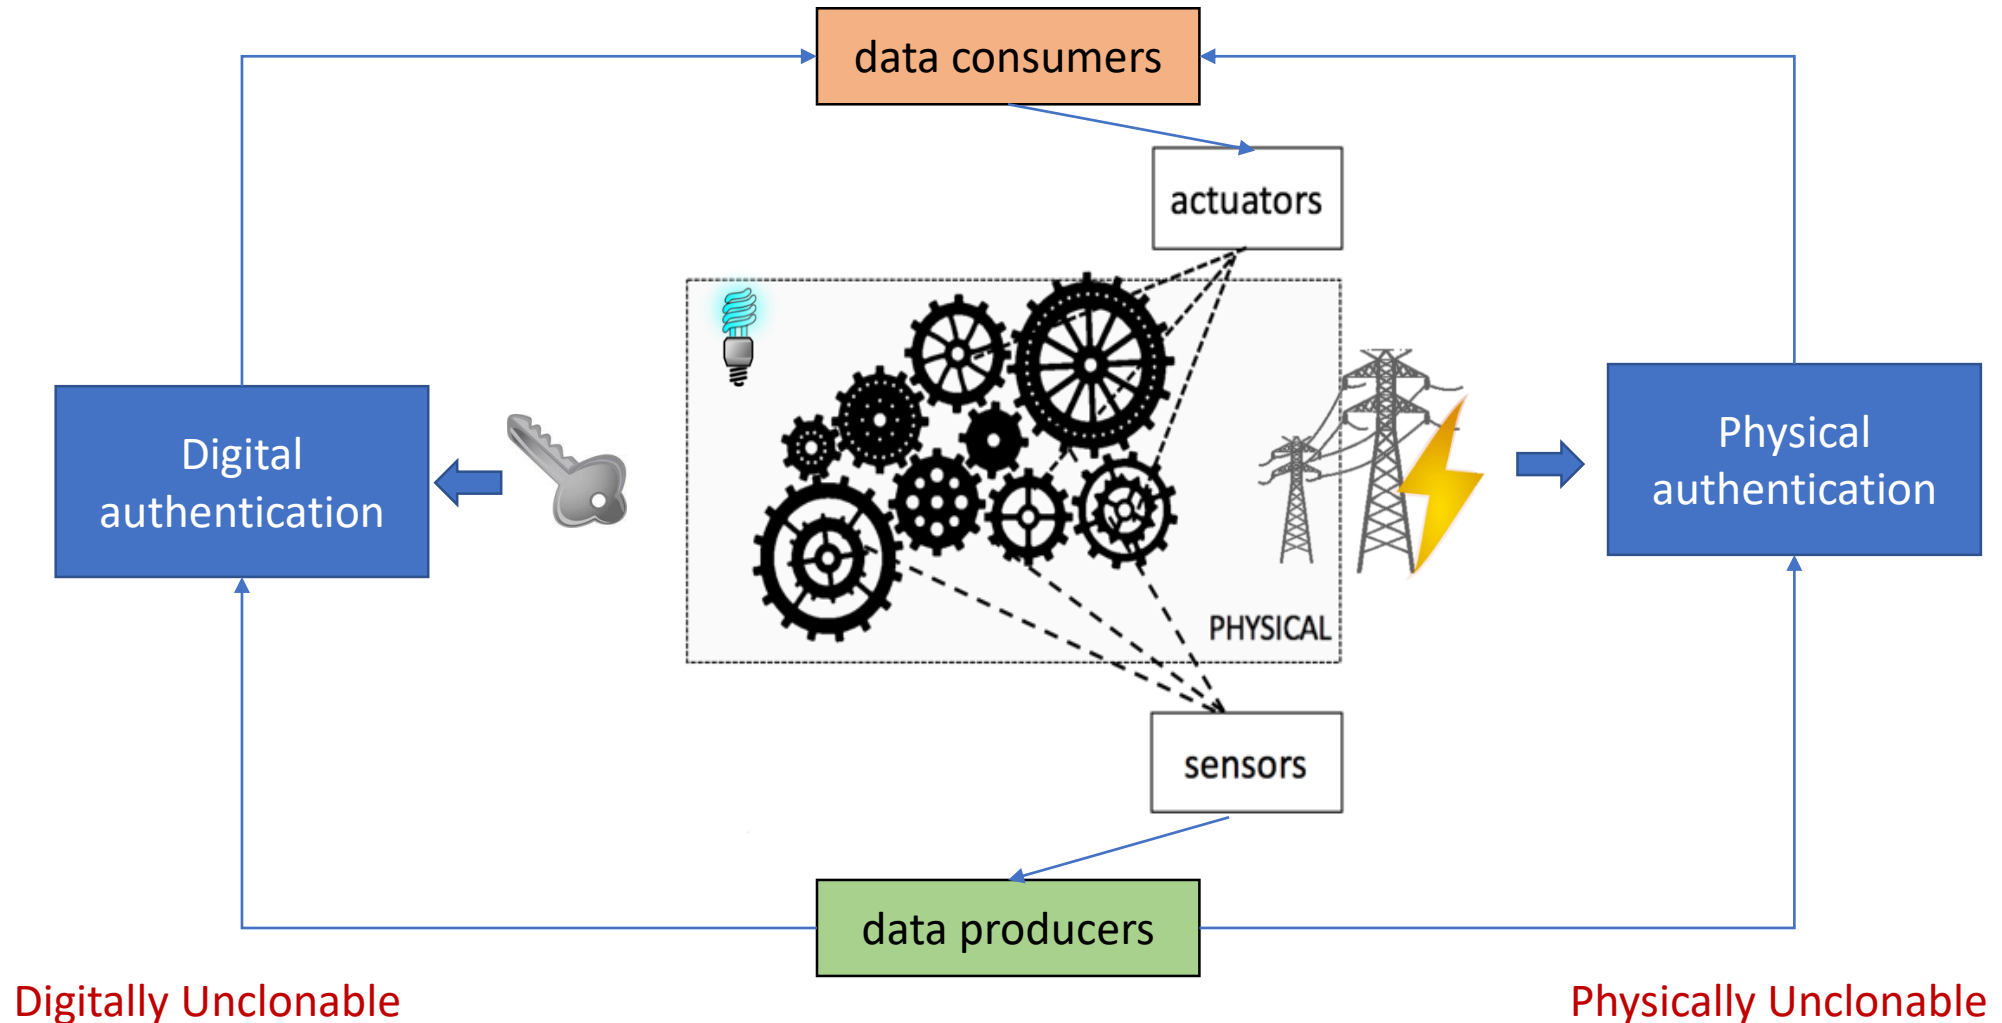 data consumers
actuators
Digital
authentication
Physical
authentication
PHYSICAL
sensors
data producers
Digitally Unclonable
Physically Unclonable